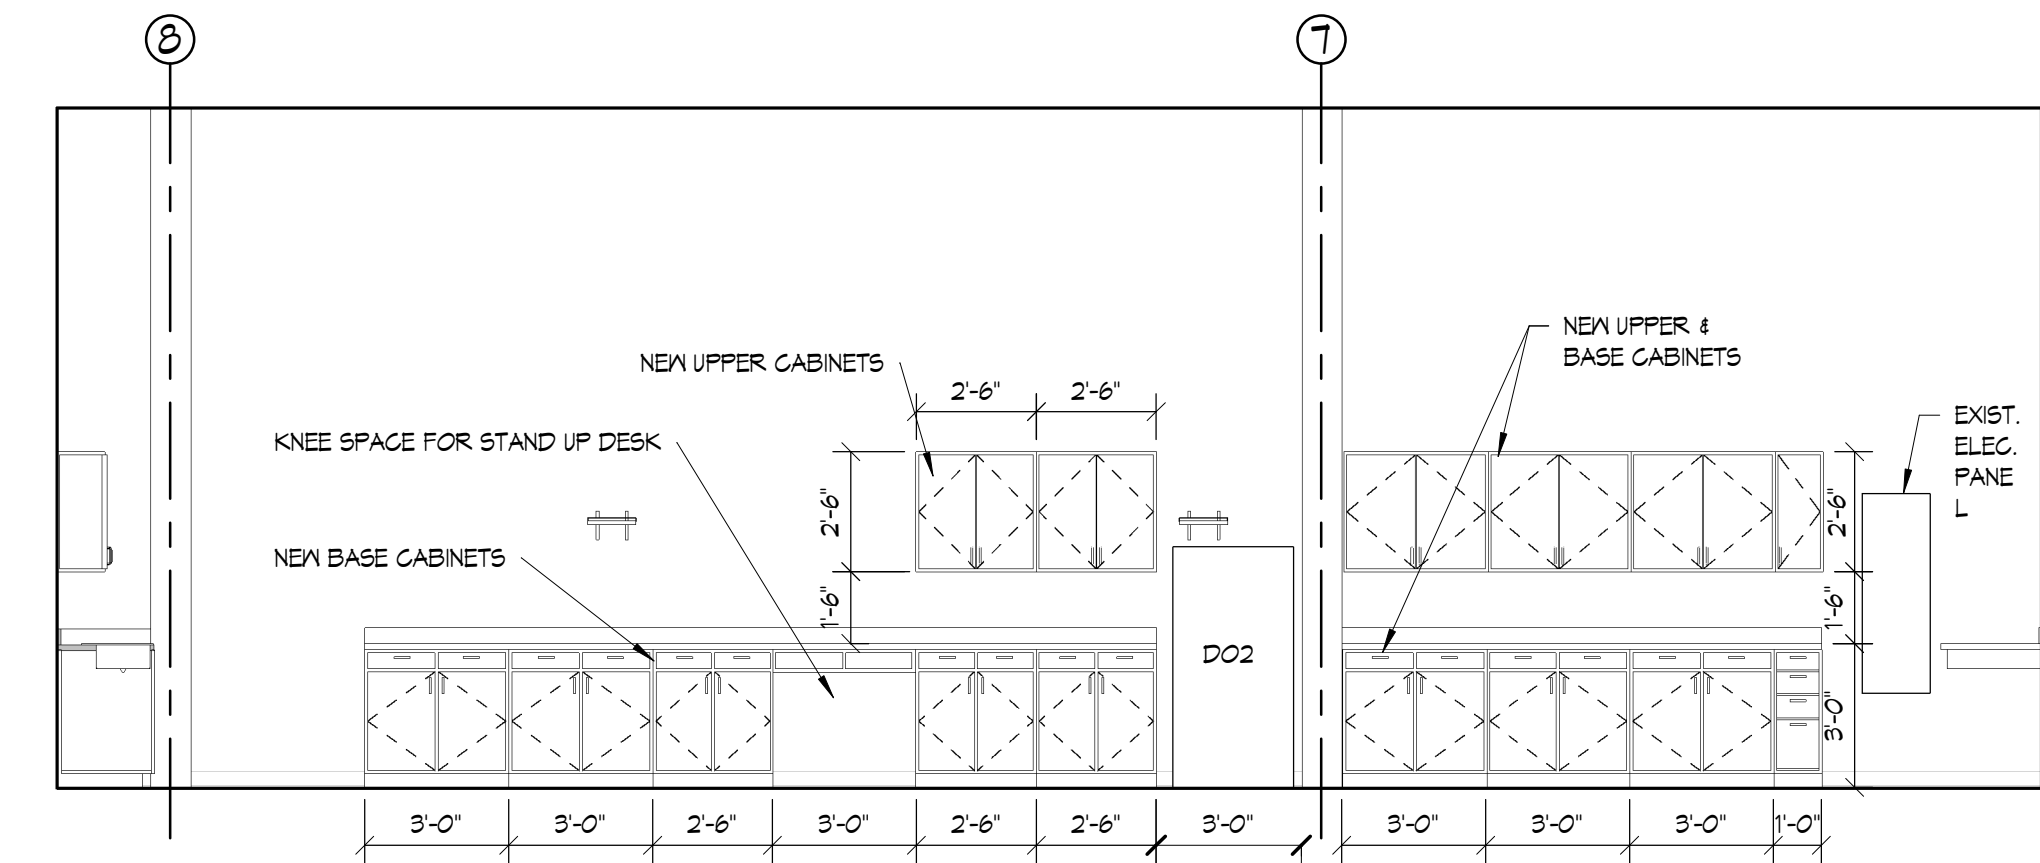 8
7
NEW UPPER &
BASE CABINETS
NEW UPPER CABINETS
2'-6"
2'-6"
EXIST.
ELEC.
PANE
L
KNEE SPACE FOR STAND UP DESK
2'-6"
2'-6"
NEW BASE CABINETS
1'-6"
1'-6"
DO2
3'-0"
3'-0"
3'-0"
2'-6"
3'-0"
2'-6"
2'-6"
3'-0"
3'-0"
3'-0"
3'-0"
1'-0"